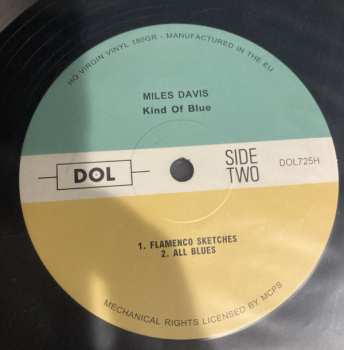 HQ VIRGIN VINYL 180GR - MANUFACTURED IN THE EU
MILES DAVIS
Kind Of Blue
DOL
SIDE
TWO
DOL725H
1. FLAMENCO SKETCHES
2. ALL BLUES
MECHANICAL RIGHTS LICENSED BY MCPS